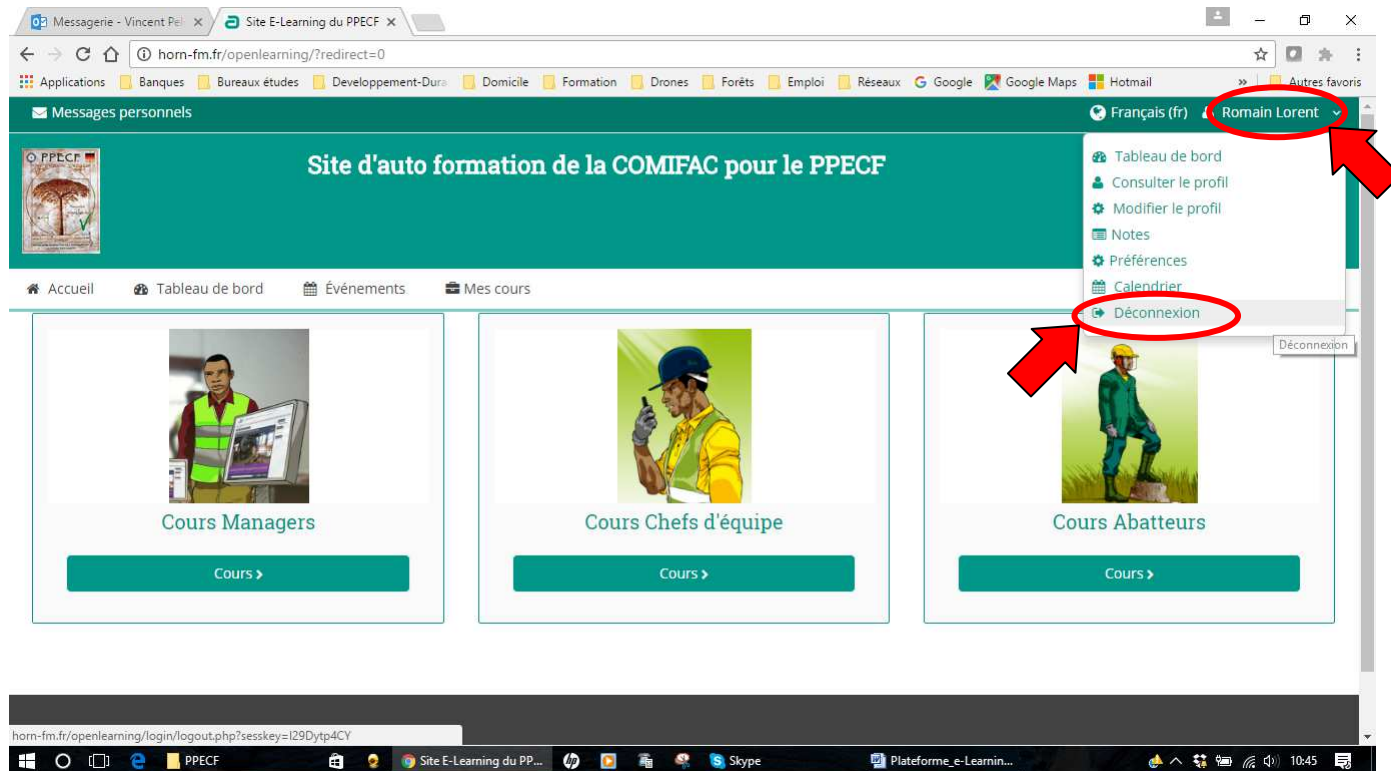 Messagerie - Vincent Pel
Site E-Learning du PPECF
horn-fm.fr/openlearning/?redirect=0
Applications Banques Bureaux études Developpement-Dura Domicile Formation Drones Forêts Emploi Réseaux Google Google Maps Hotmail » Autres favoris
Messages personnels
Français (fr) Romain Lorent
PPECF
Site d'auto formation de la COMIFAC pour le PPECF
Tableau de bord
Consulter le profil
Modifier le profil
Notes
Préférences
Calendrier
Déconnexion
Déconnexion
Accueil Tableau de bord Événements Mes cours
Cours Managers
Cours
Cours Chefs d'équipe
Cours
Cours Abatteurs
Cours
horn-fm.fr/openlearning/login/logout.php?sesskey=I29Dytp4CY
PPECF Site E-Learning du PP... Skype Plateforme_e-Learnin... 10:45